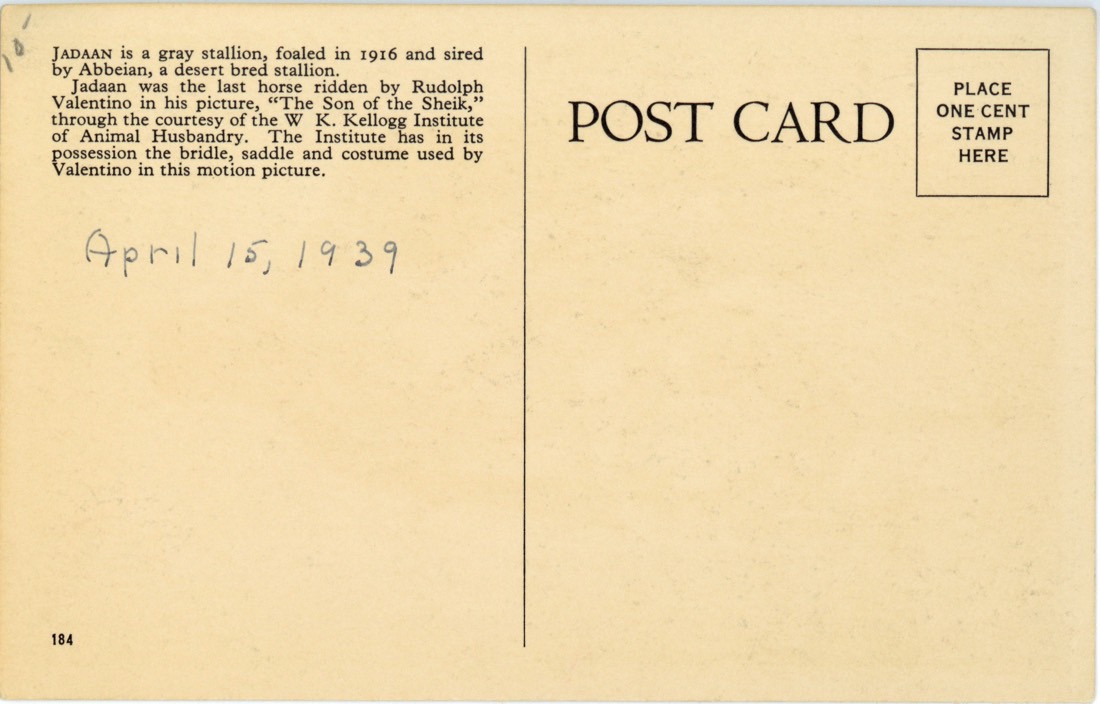 JADAAN is a gray stallion, foaled in 1916 and sired
by Abbeian, a desert bred stallion.
Jadaan was the last horse ridden by Rudolph
Valentino in his picture, “The Son of the Sheik,”
through the courtesy of the W K. Kellogg Institute
of Animal Husbandry. The Institute has in its
possession the bridle, saddle and costume used by
Valentino in this motion picture.
April 15, 1939
184
POST CARD
PLACE
ONE CENT
STAMP
HERE